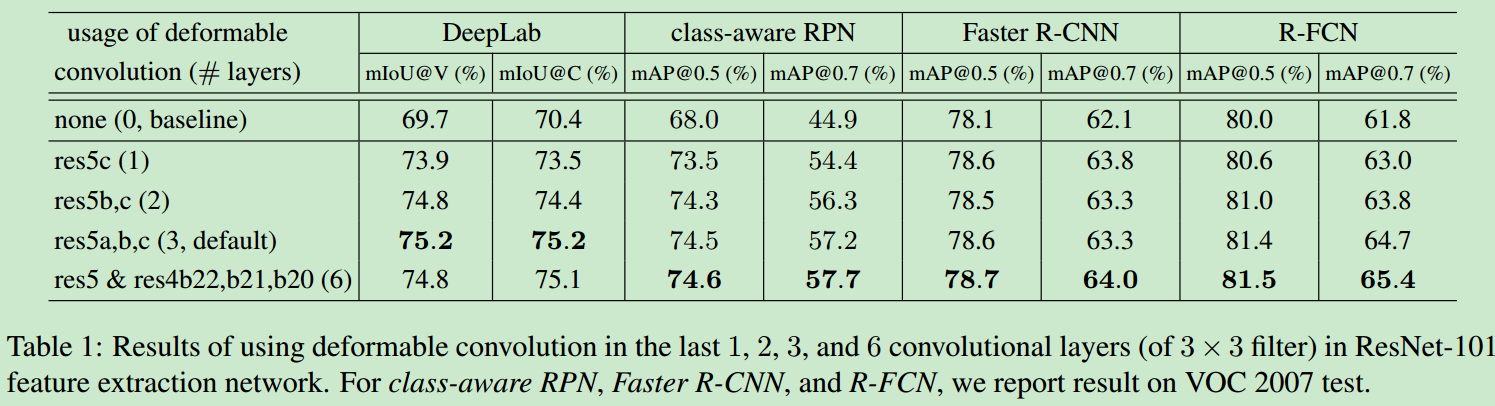 usage of deformable DeepLab class-aware RPN Faster R-CNN R-FCN
convolution (# layers) mIoU@V (%) mIoU@C (%) mAP@0.5 (%) mAP@0.7 (%) mAP@0.5 (%) mAP@0.7 (%) mAP@0.5 (%) mAP@0.7 (%)
none (0, baseline) 69.7 70.4 68.0 44.9 78.1 62.1 80.0 61.8
res5c (1) 73.9 73.5 73.5 54.4 78.6 63.8 80.6 63.0
res5b,c (2) 74.8 74.4 74.3 56.3 78.5 63.3 81.0 63.8
res5a,b,c (3, default) 75.2 75.2 74.5 57.2 78.6 63.3 81.4 64.7
res5 & res4b22,b21,b20 (6) 74.8 75.1 74.6 57.7 78.7 64.0 81.5 65.4
Table 1: Results of using deformable convolution in the last 1, 2, 3, and 6 convolutional layers (of 3 × 3 filter) in ResNet-101
feature extraction network. For class-aware RPN, Faster R-CNN, and R-FCN, we report result on VOC 2007 test.